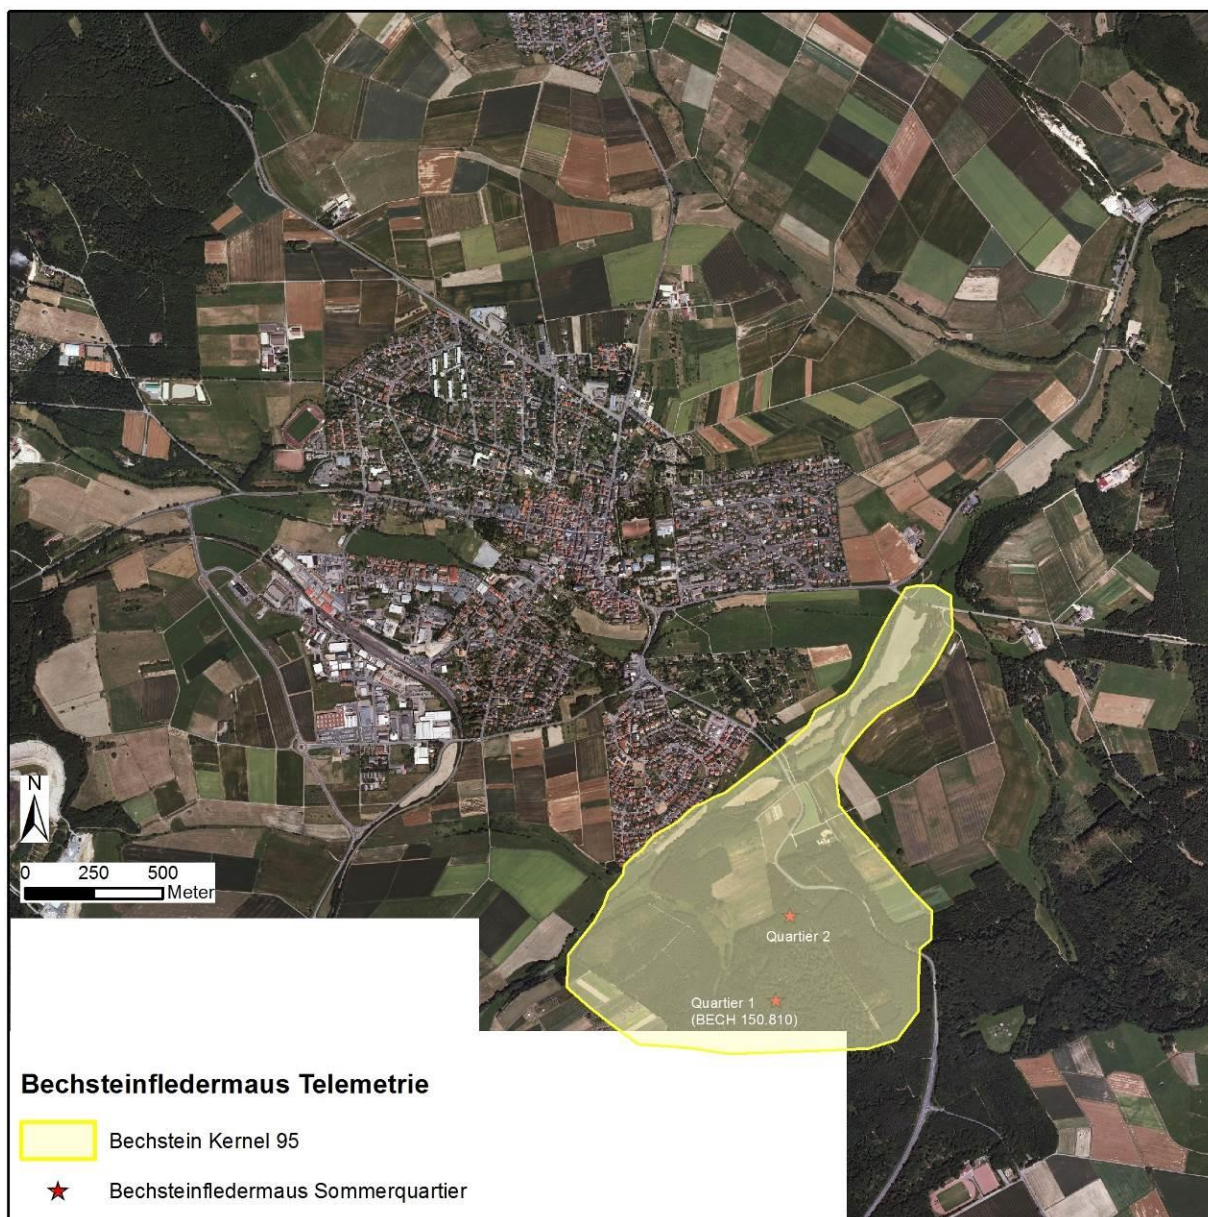 N
0 250 500
Meter
Quartier 2
Quartier 1
(BECH 150.810)
Bechsteinfledermaus Telemetrie
Bechstein Kernel 95
Bechsteinfledermaus Sommerquartier